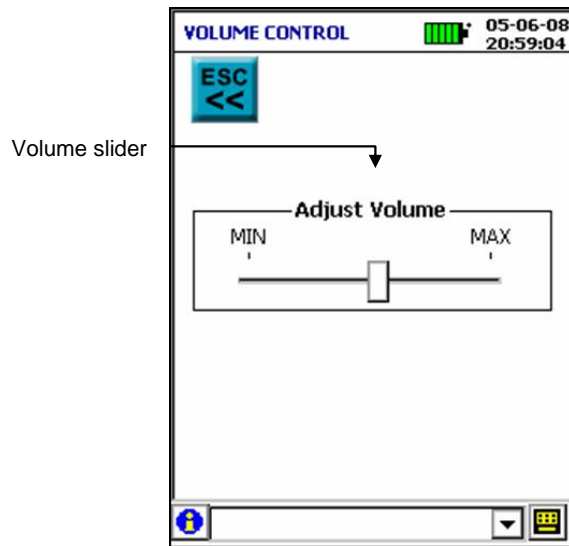 VOLUME CONTROL
05-06-08
20:59:04
ESC
<<
Volume slider
Adjust Volume
MIN MAX